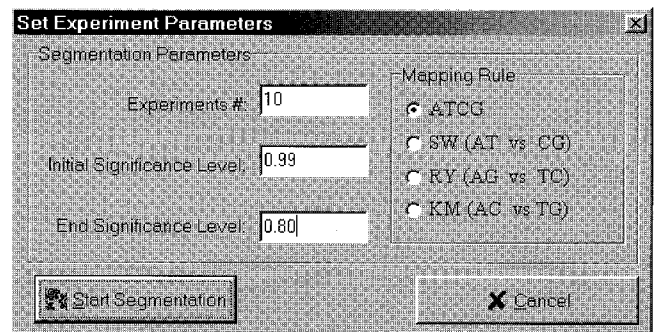 Set Experiment Parameters
Segmentation Parameters
Experiments #: 10
Initial Significance Level: 0.99
End Significance Level: 0.80
Mapping Rule
ATCG
SW (AT vs CG)
RY (AG vs TC)
KM (AC vs TG)
Start Segmentation
Cancel